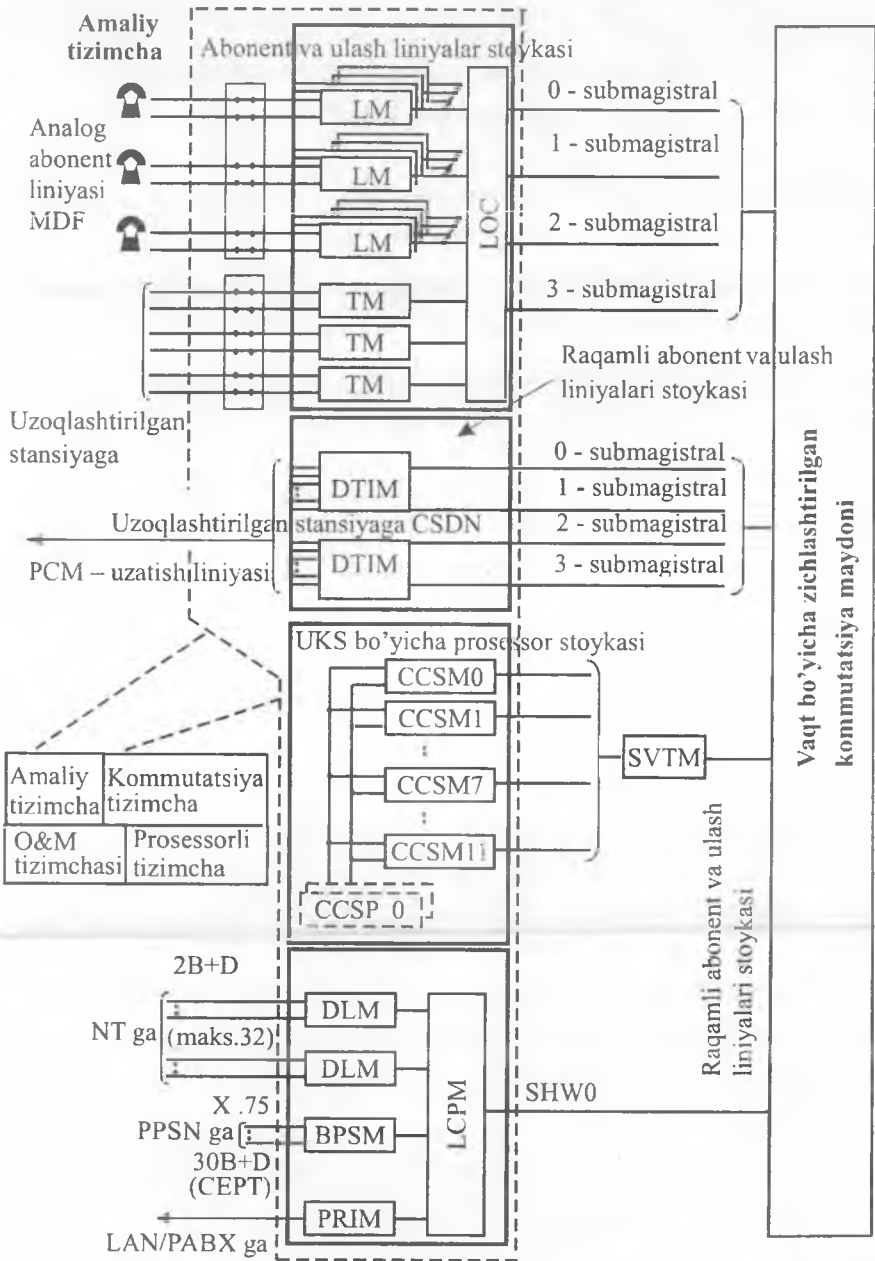 Amaliy
tizimcha
Abonent va ulash liniyalar stoykasi
Analog
abonent
liniyasi
MDF
LM
LM
LM
TM
TM
TM
LOC
0 - submagistral
1 - submagistral
2 - submagistral
3 - submagistral
Raqamli abonent va ulash
liniyalari stoykasi
Uzoqlashtirilgan
stansiyaga
DTIM
0 - submagistral
1 - submagistral
Uzoqlashtirilgan stansiyaga CSDN
2 - submagistral
PCM – uzatish liniyasi
DTIM
3 - submagistral
UKS bo'yicha prosessor stoykasi
CCSM0
CCSM1
CCSM7
CCSM11
CCSP 0
SVTM
Vaqt bo'yicha zichlashtirilgan
kommutatsiya maydoni
Amaliy
tizimcha
Kommutatsiya
tizimcha
O&M
tizimchasi
Prosessorli
tizimcha
Raqamli abonent va ulash
liniyalari stoykasi
2B+D
NT ga
(maks.32)
DLM
DLM
LCPM
SHW0
X .75
PPSN ga
BPSM
30B+D
(CEPT)
PRIM
LAN/PABX ga